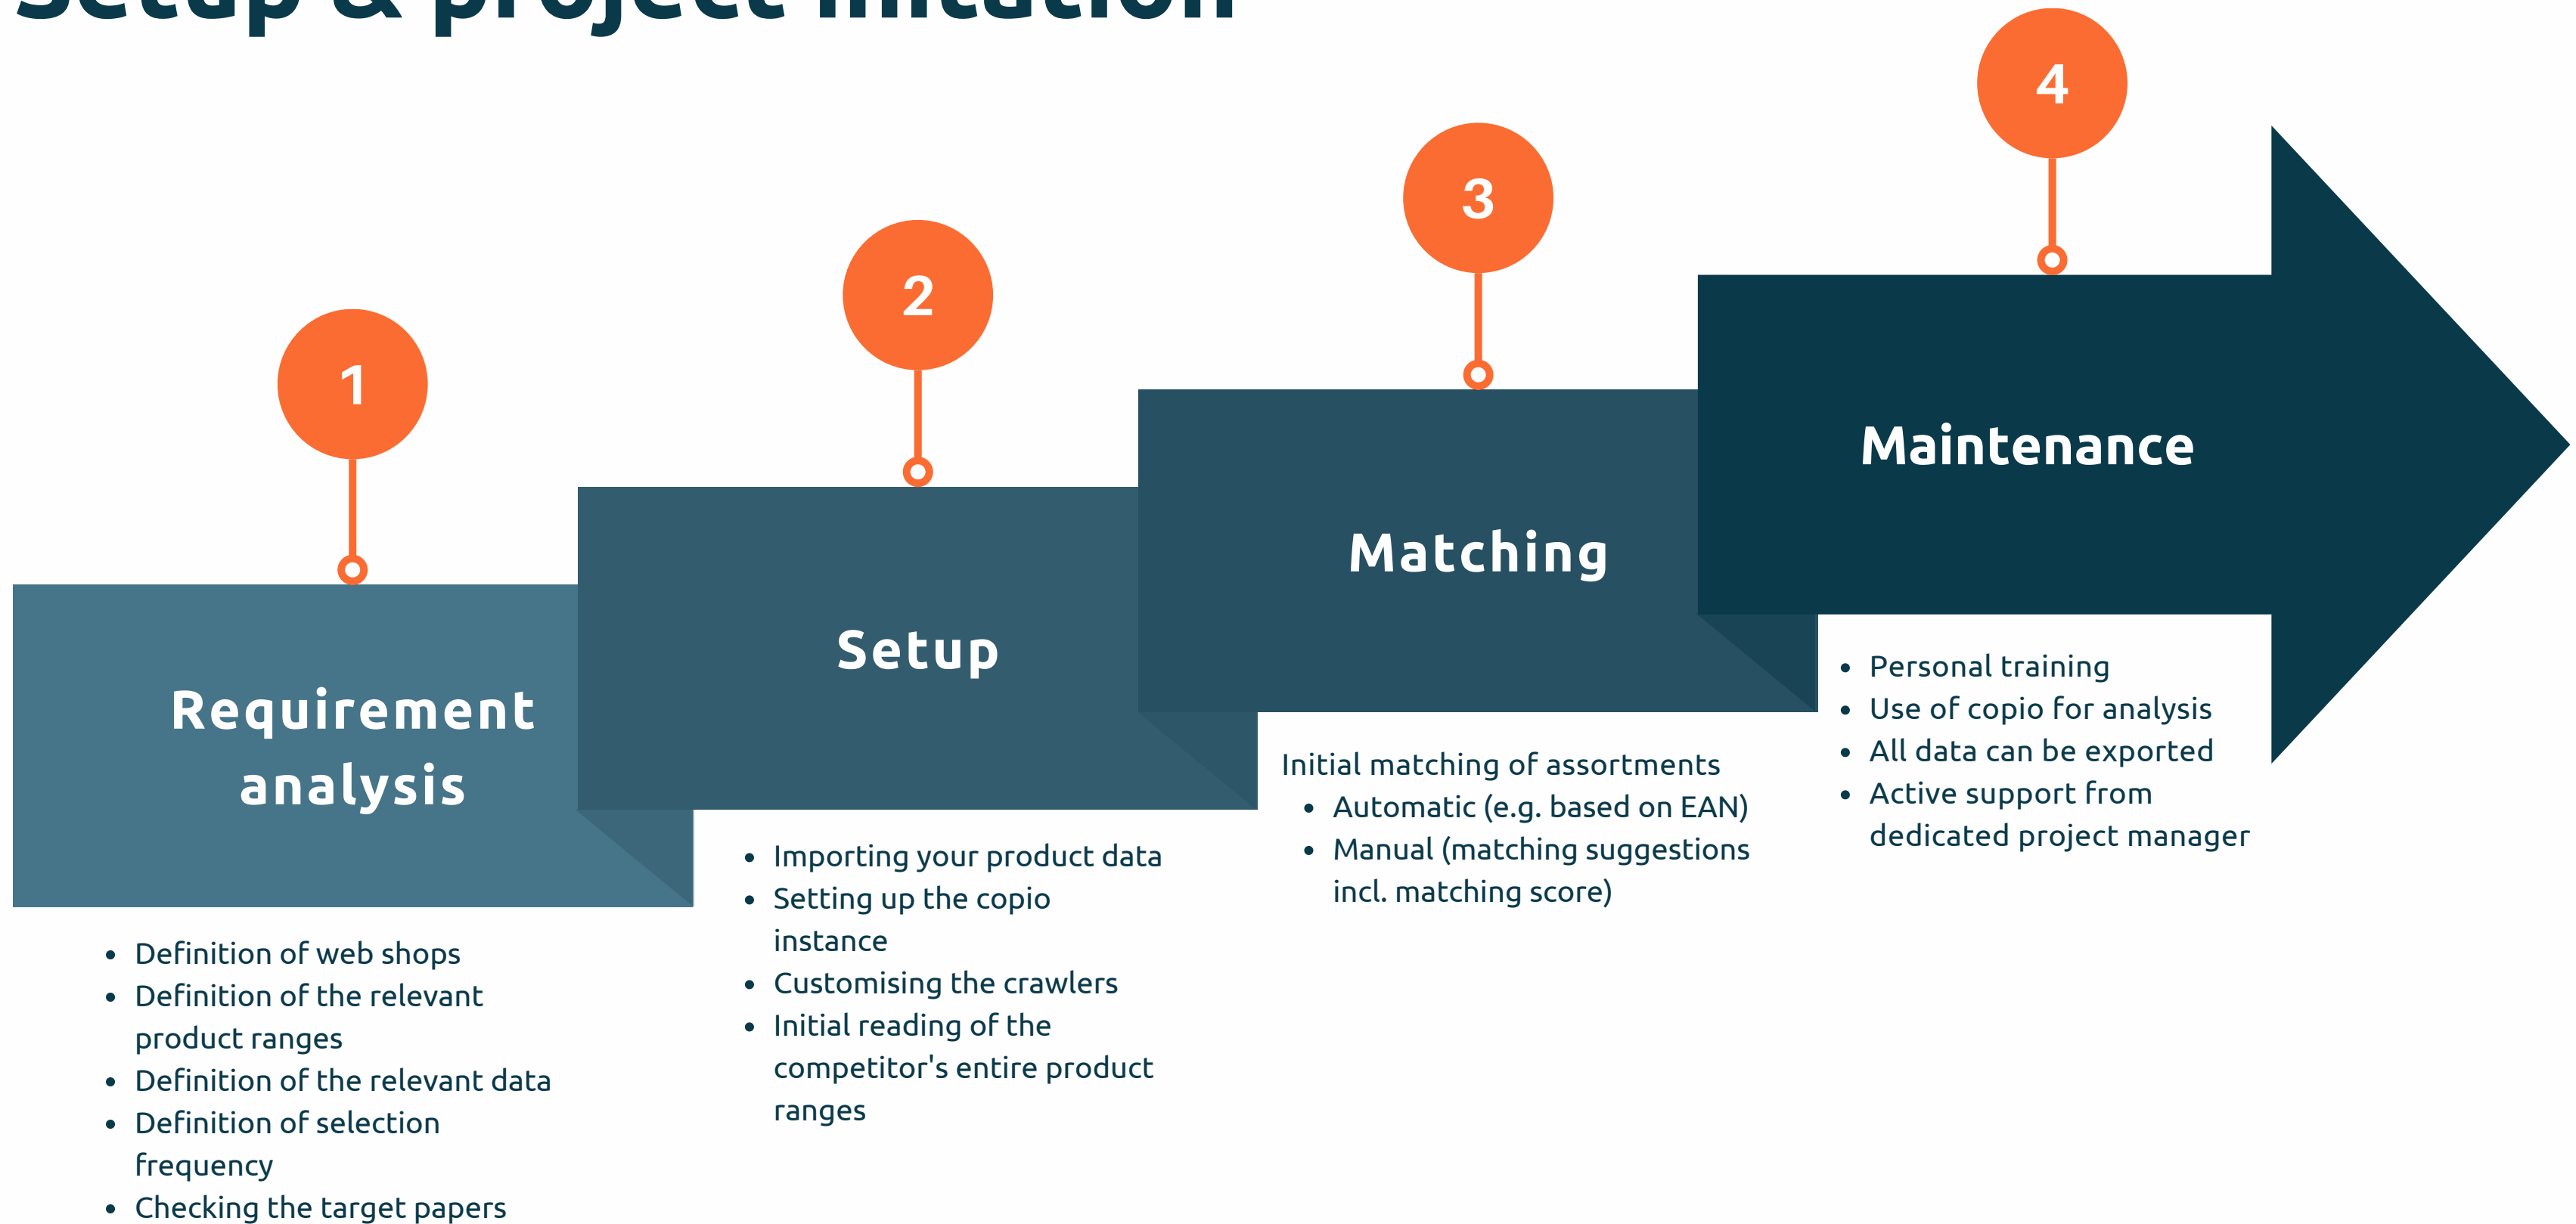 Setup & project
1
2
3
4
Requirement
analysis
Definition of web shops
Definition of the relevant
product ranges
Definition of the relevant data
Definition of selection
frequency
Checking the target papers
Setup
Importing your product data
Setting up the copio
instance
Customising the crawlers
Initial reading of the
competitor's entire product
ranges
Matching
Initial matching of assortments
Automatic (e.g. based on EAN)
Manual (matching suggestions
incl. matching score)
Maintenance
Personal training
Use of copio for analysis
All data can be exported
Active support from
dedicated project manager